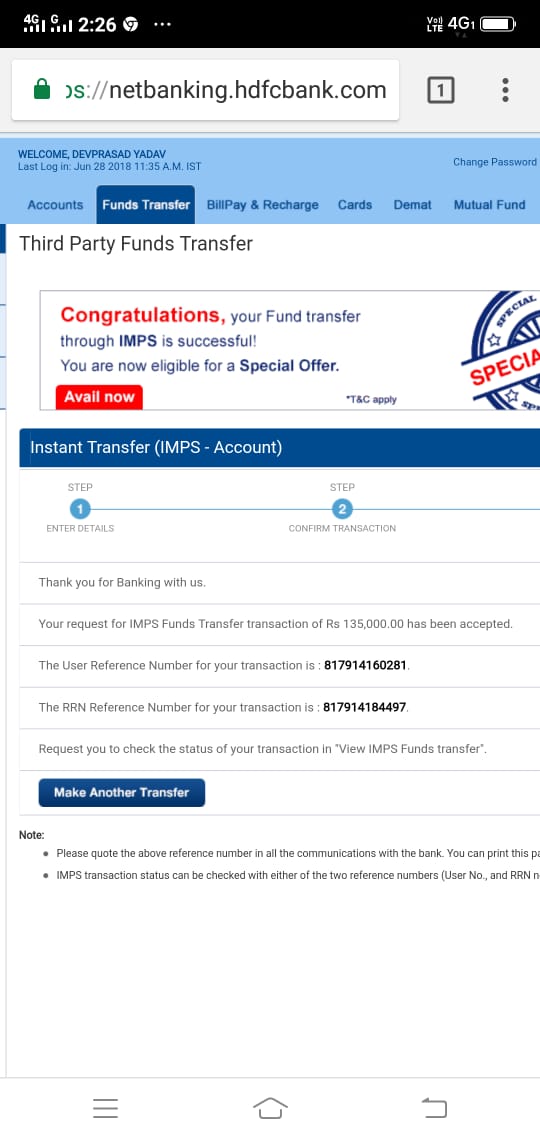 4G G 2:26 ... VoI) LTE 4G1
ps://netbanking.hdfcbank.com 1
WELCOME, DEVPRASAD YADAV
Last Log in: Jun 28 2018 11:35 A.M. IST Change Password
Accounts Funds Transfer BillPay & Recharge Cards Demat Mutual Fund
Third Party Funds Transfer
Congratulations, your Fund transfer
through IMPS is successful!
You are now eligible for a Special Offer.
Avail now
*T&C apply
SPECIAL
SPECIA
SPE
Instant Transfer (IMPS - Account)
STEP STEP
1 2
ENTER DETAILS CONFIRM TRANSACTION
Thank you for Banking with us.
Your request for IMPS Funds Transfer transaction of Rs 135,000.00 has been accepted.
The User Reference Number for your transaction is : 817914160281.
The RRN Reference Number for your transaction is : 817914184497.
Request you to check the status of your transaction in "View IMPS Funds transfer".
Make Another Transfer
Note:
• Please quote the above reference number in all the communications with the bank. You can print this pa
• IMPS transaction status can be checked with either of the two reference numbers (User No., and RRN n